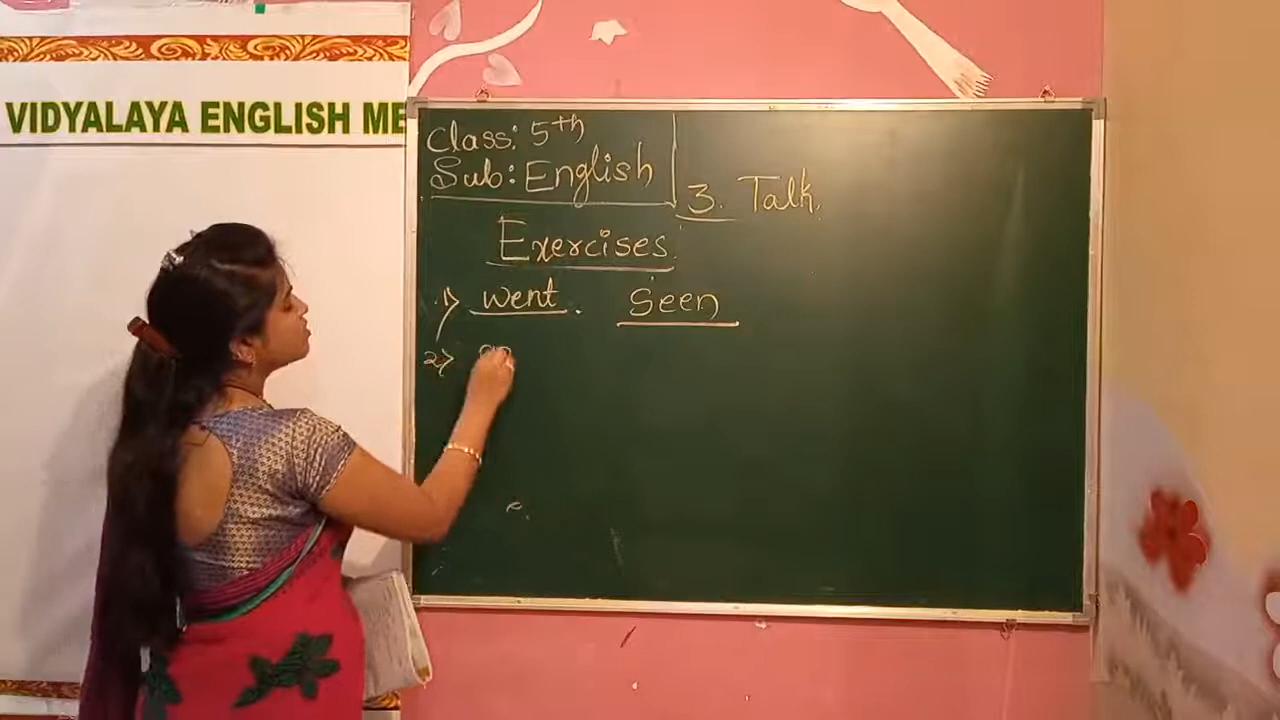 VIDYALAYA ENGLISH ME
Class: 5th
Sub: English
3. Talk.
Exercises.
1) went. Seen
2)